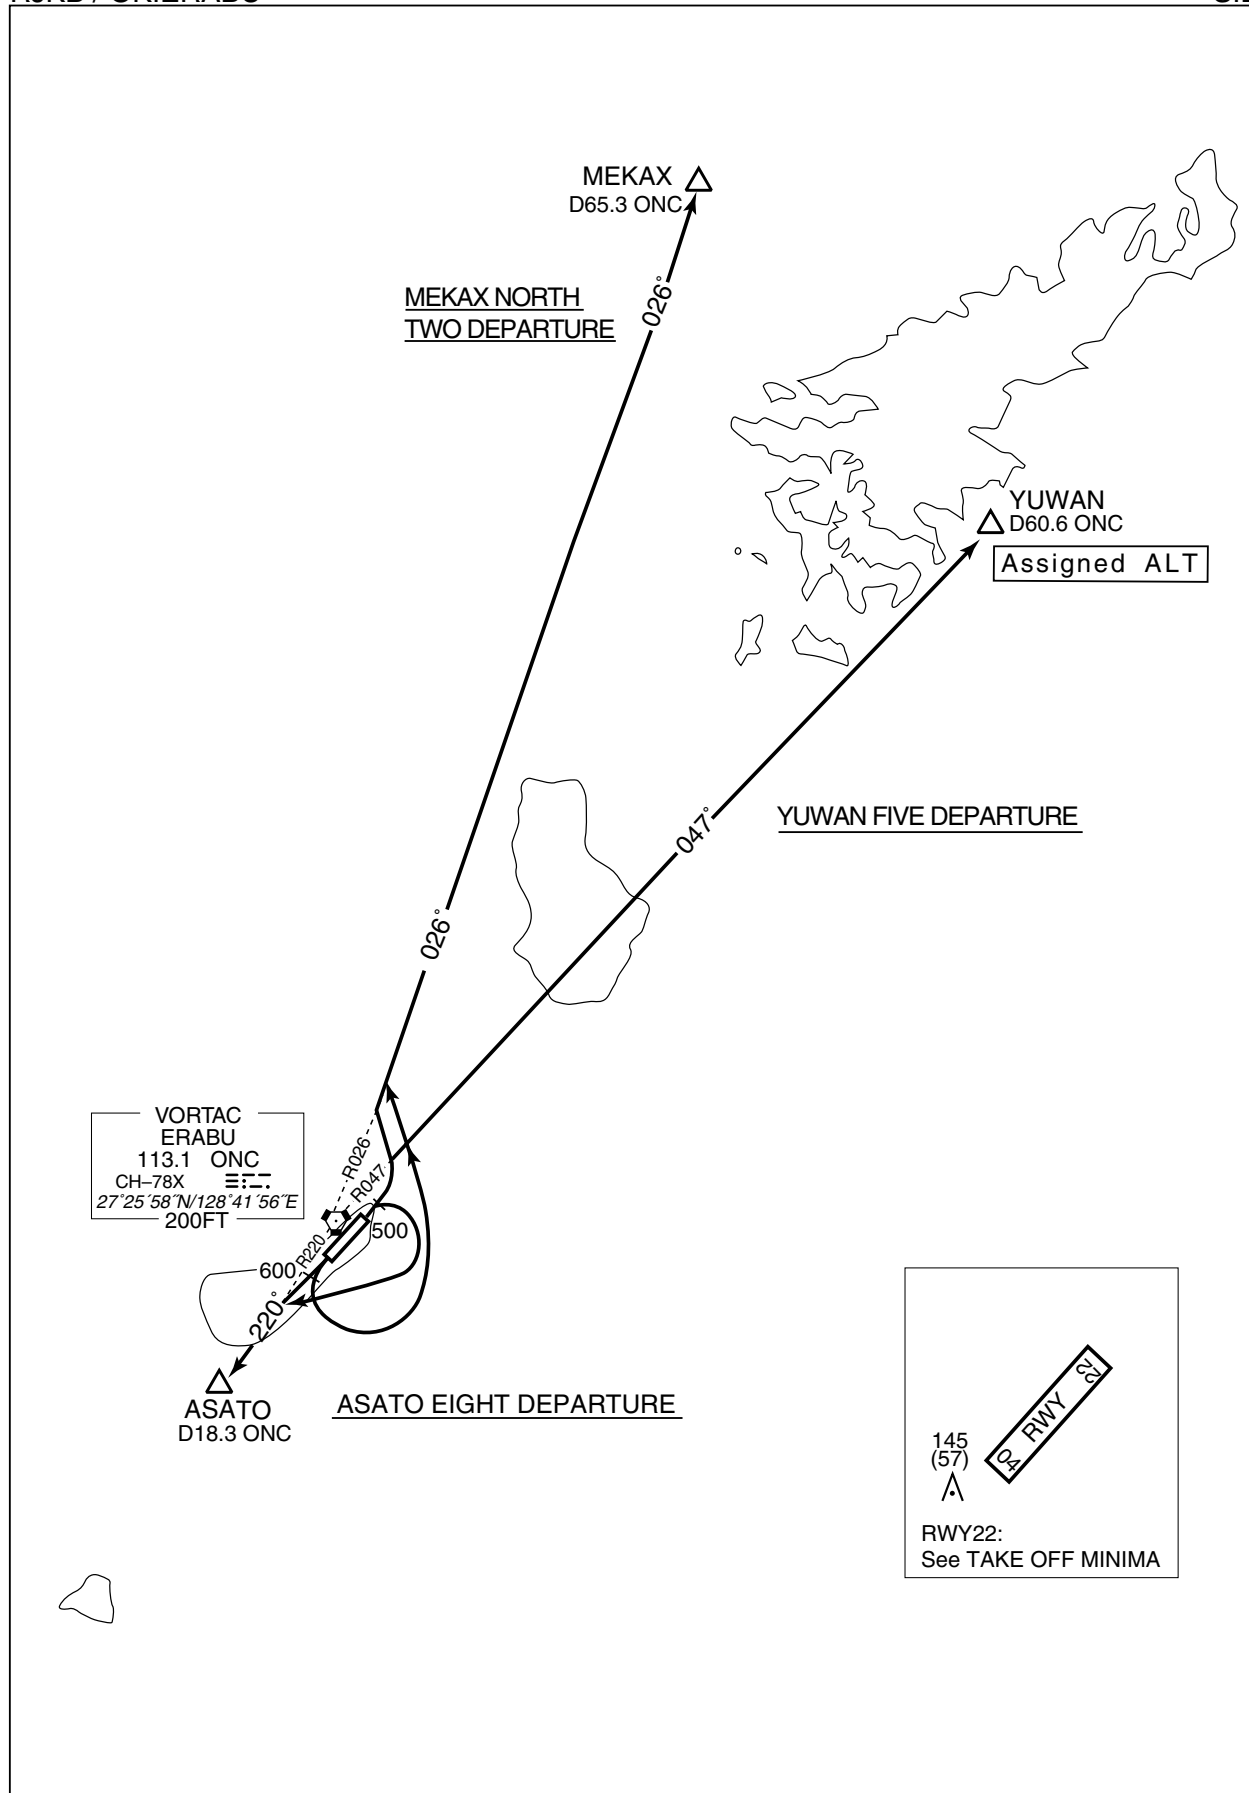 MEKAX
D65.3 ONC
026°
MEKAX NORTH
TWO DEPARTURE
YUWAN
D60.6 ONC
Assigned ALT
047°
YUWAN FIVE DEPARTURE
026°
VORTAC
ERABU
113.1 ONC
CH–78X
27°25´58˝N/128°41´56˝E
200FT
R026
R047
R220
500
600
220°
ASATO
D18.3 ONC
ASATO EIGHT DEPARTURE
22
RWY
04
145
(57)
RWY22:
See TAKE OFF MINIMA